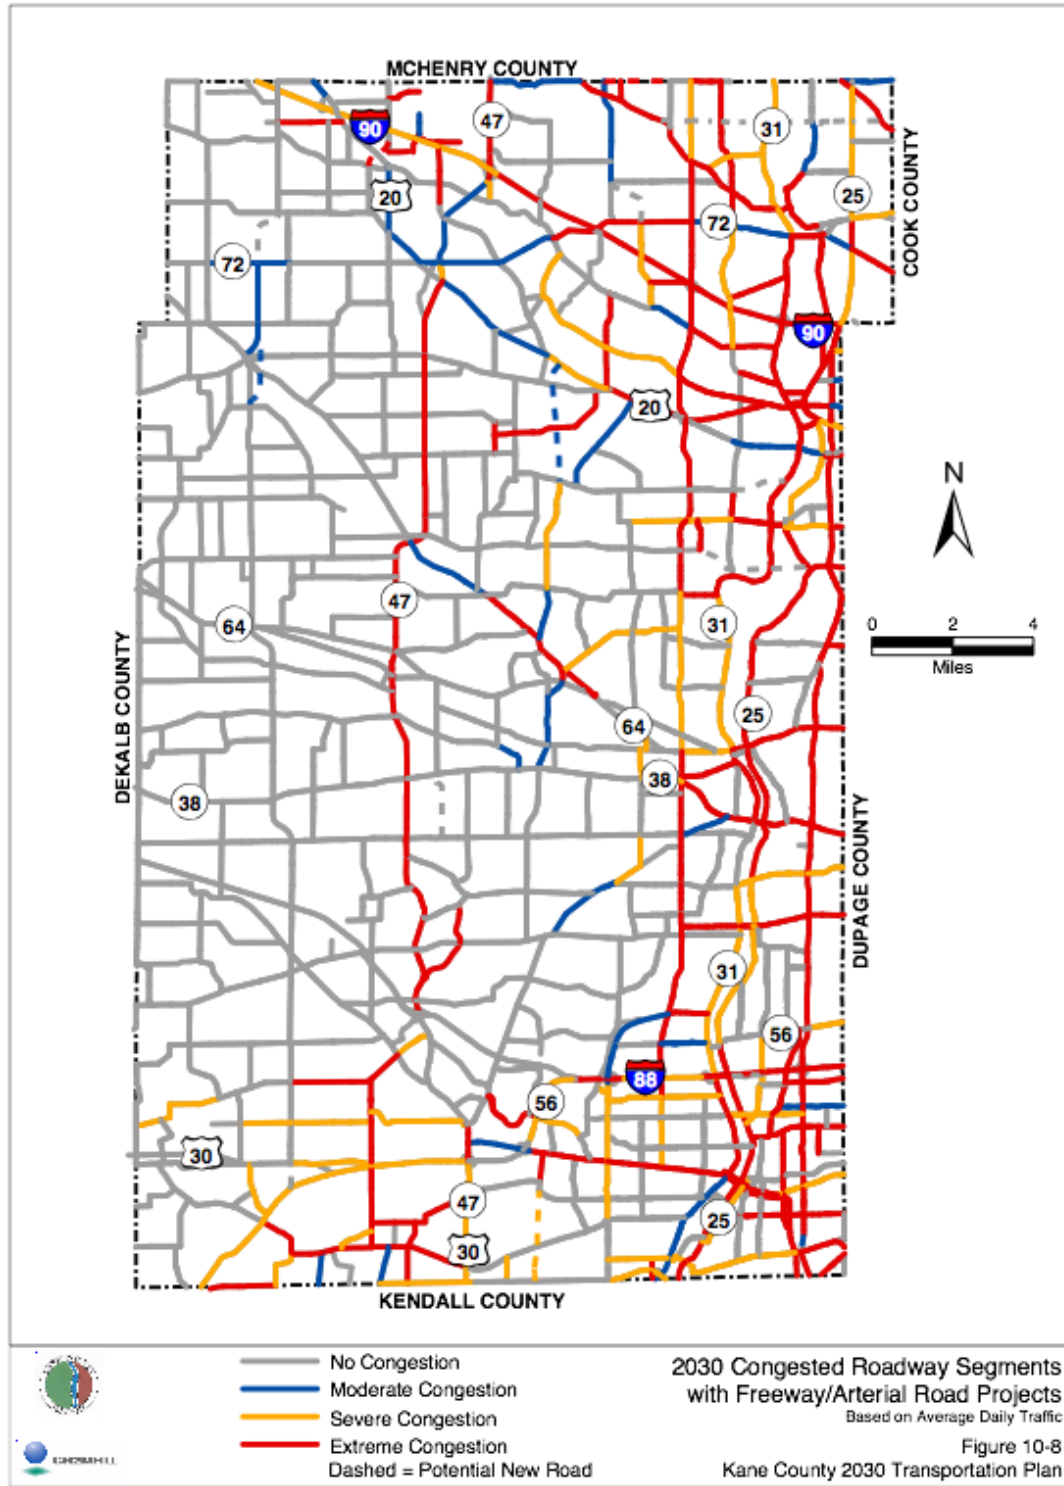 MCHENRY COUNTY
90
47
31
20
25
72
72
COOK COUNTY
90
20
N
47
64
31
0 2 4
Miles
DEKALB COUNTY
64
25
38
38
DUPAGE COUNTY
31
56
88
56
30
47
25
30
KENDALL COUNTY
No Congestion
Moderate Congestion
Severe Congestion
Extreme Congestion
Dashed = Potential New Road
2030 Congested Roadway Segments
with Freeway/Arterial Road Projects
Based on Average Daily Traffic
Figure 10-8
Kane County 2030 Transportation Plan
CH2MHILL